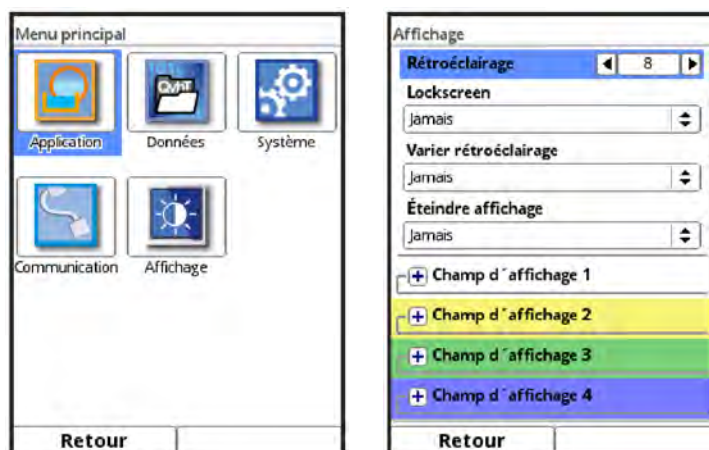 Menu principal
Application
Données
Système
Communication
Affichage
Retour
Affichage
Rétroéclairage 8
Lockscreen
Jamais
Varier rétroéclairage
Jamais
Éteindre affichage
Jamais
Champ d´affichage 1
Champ d´affichage 2
Champ d´affichage 3
Champ d´affichage 4
Retour